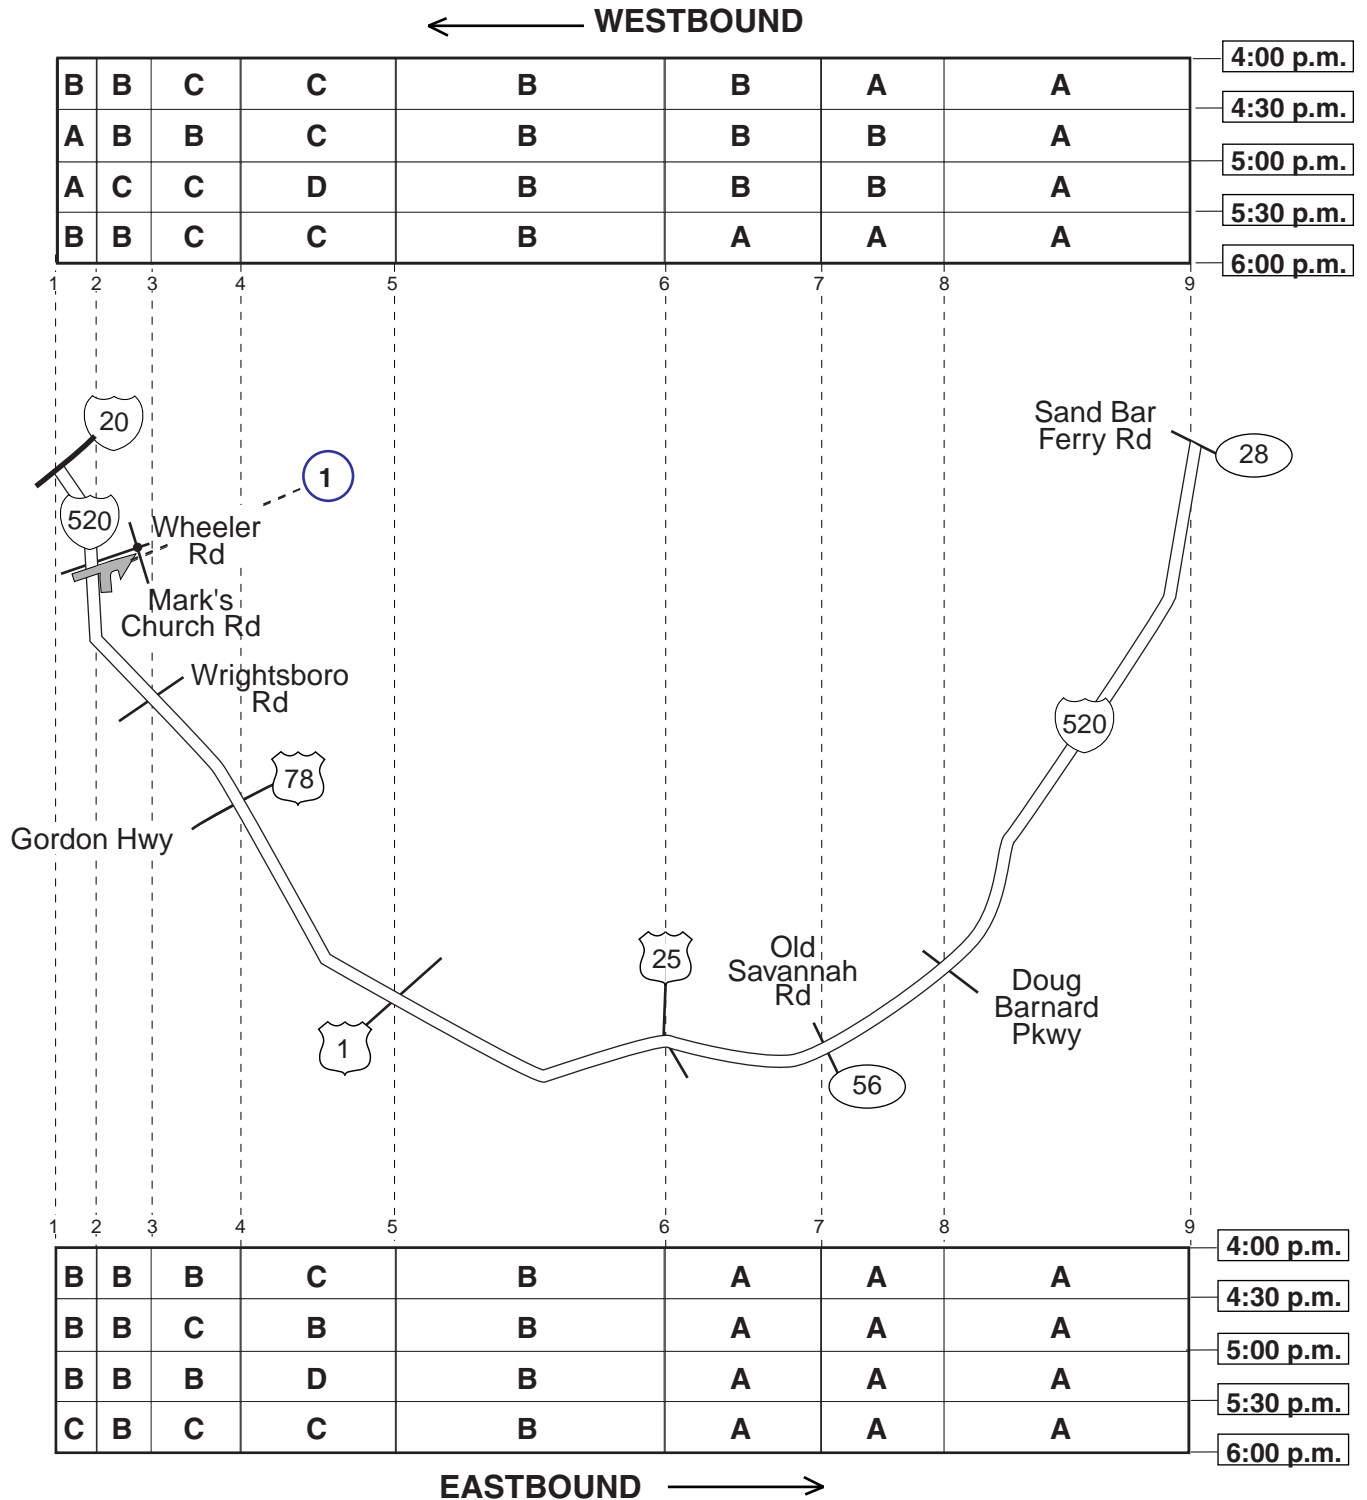 WESTBOUND
4:00 p.m.
B B C C B B A A
4:30 p.m.
A B B C B B B A
5:00 p.m.
A C C D B B B A
5:30 p.m.
B B C C B A A A
6:00 p.m.
1 2 3 4 5 6 7 8 9
20
Sand Bar
Ferry Rd
28
1
520
Wheeler
Rd
Mark's
Church Rd
Wrightsboro
Rd
520
78
Gordon Hwy
25
Old
Savannah
Rd
Doug
Barnard
Pkwy
1
56
1 2 3 4 5 6 7 8 9
4:00 p.m.
B B B C B A A A
4:30 p.m.
B B C B B A A A
5:00 p.m.
B B B D B A A A
5:30 p.m.
C B C C B A A A
6:00 p.m.
EASTBOUND